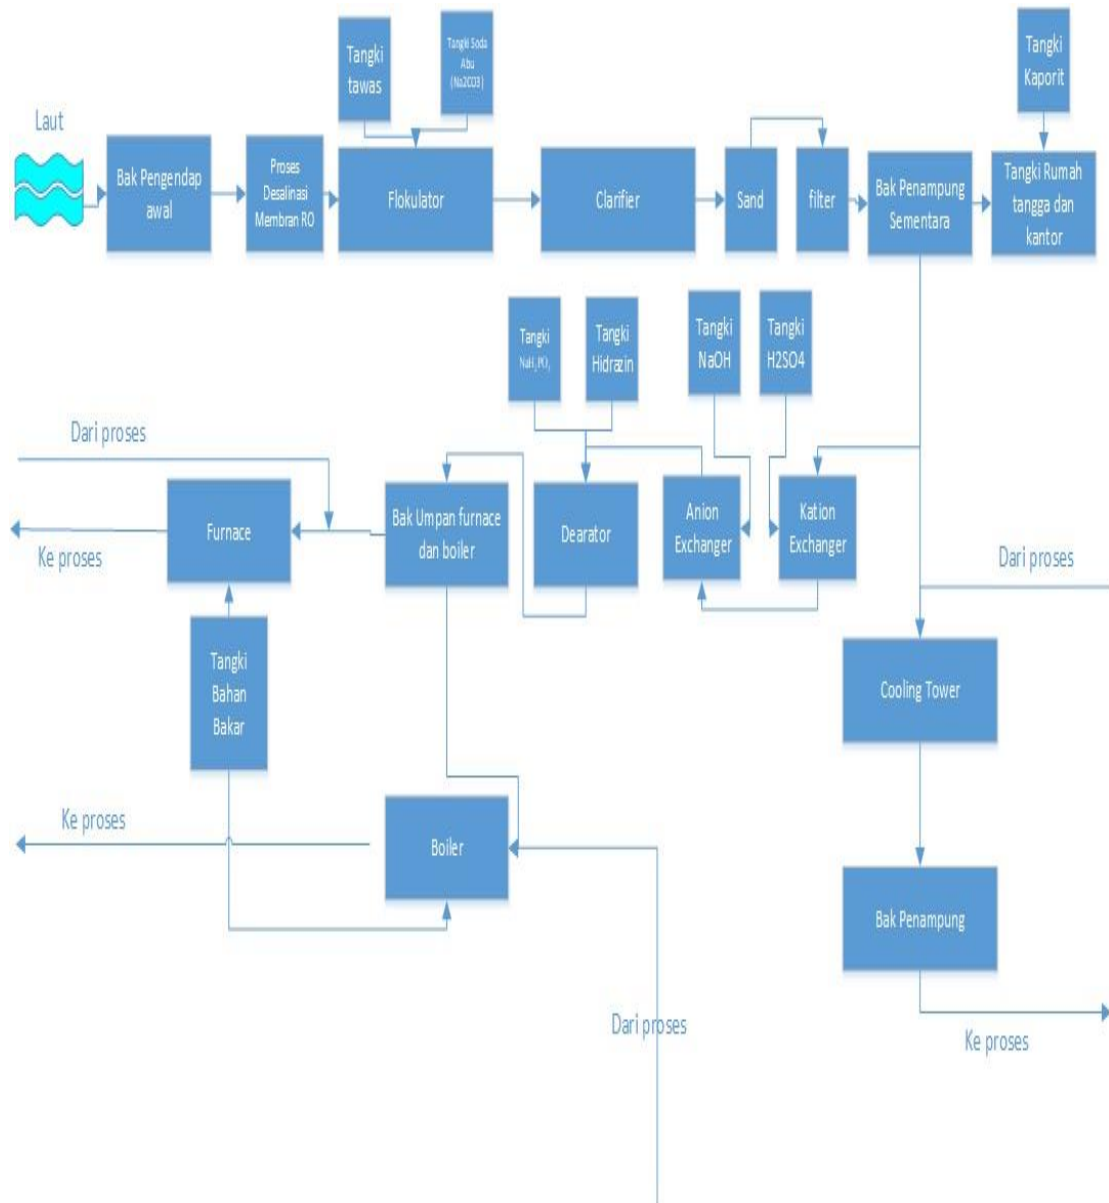 Tangki
tawas
Tangki Soda
Abu
(Na2CO3)
Tangki
Kaporit
Laut
Bak Pengendap
awal
Proses
Desalinasi
Membran RO
Flokulator
Clarifier
Sand
filter
Bak Penampung
Sementara
Tangki Rumah
tangga dan
kantor
Tangki
NaH2PO4
Tangki
Hidrazin
Tangki
NaOH
Tangki
H2SO4
Dari proses
Furnace
Ke proses
Bak Umpan furnace
dan boiler
Dearator
Anion
Exchanger
Kation
Exchanger
Dari proses
Tangki
Bahan
Bakar
Cooling Tower
Ke proses
Boiler
Bak Penampung
Dari proses
Ke proses